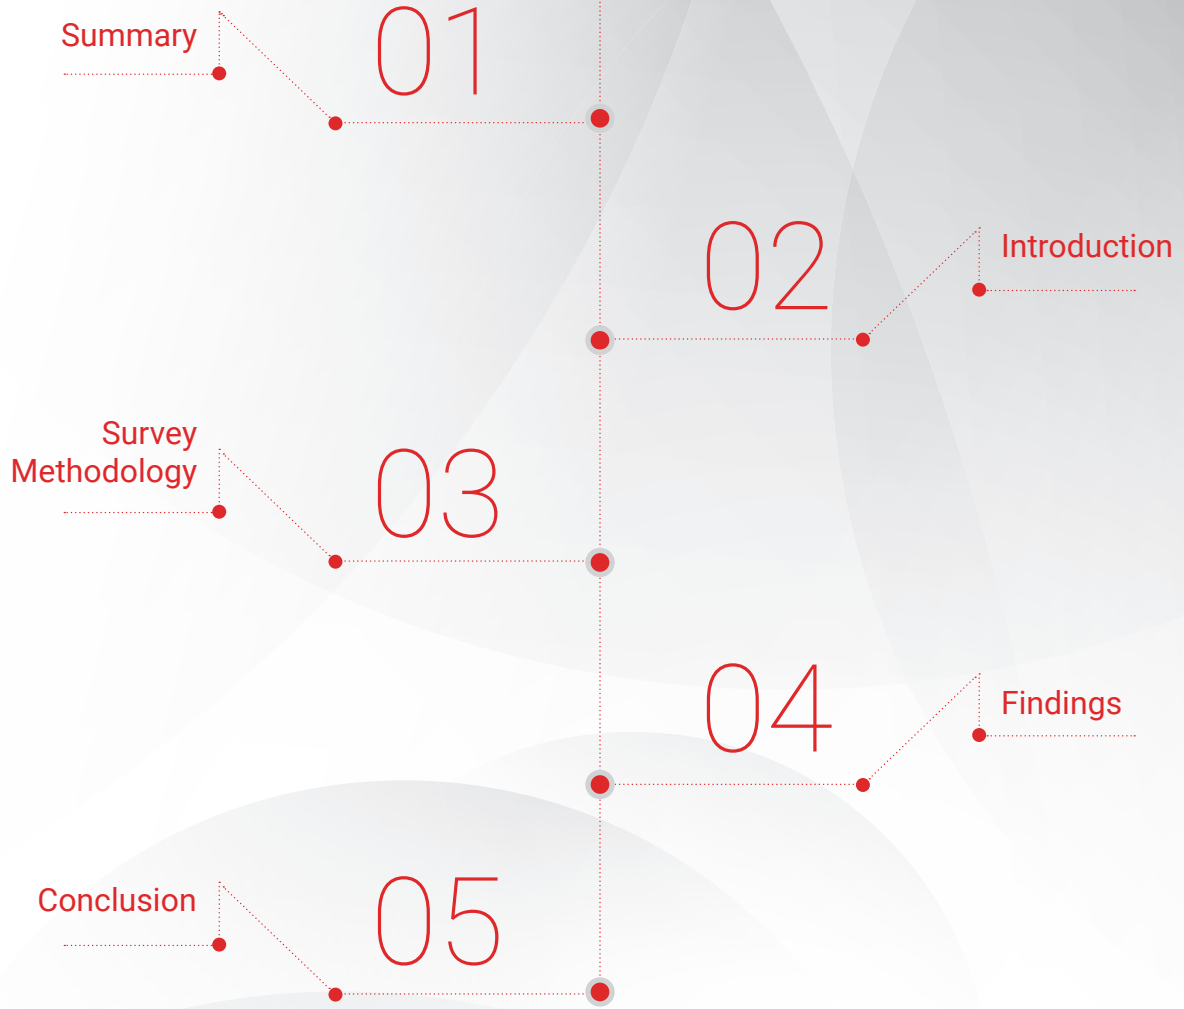 Summary
01
02
Introduction
Survey
Methodology
03
04
Findings
Conclusion
05